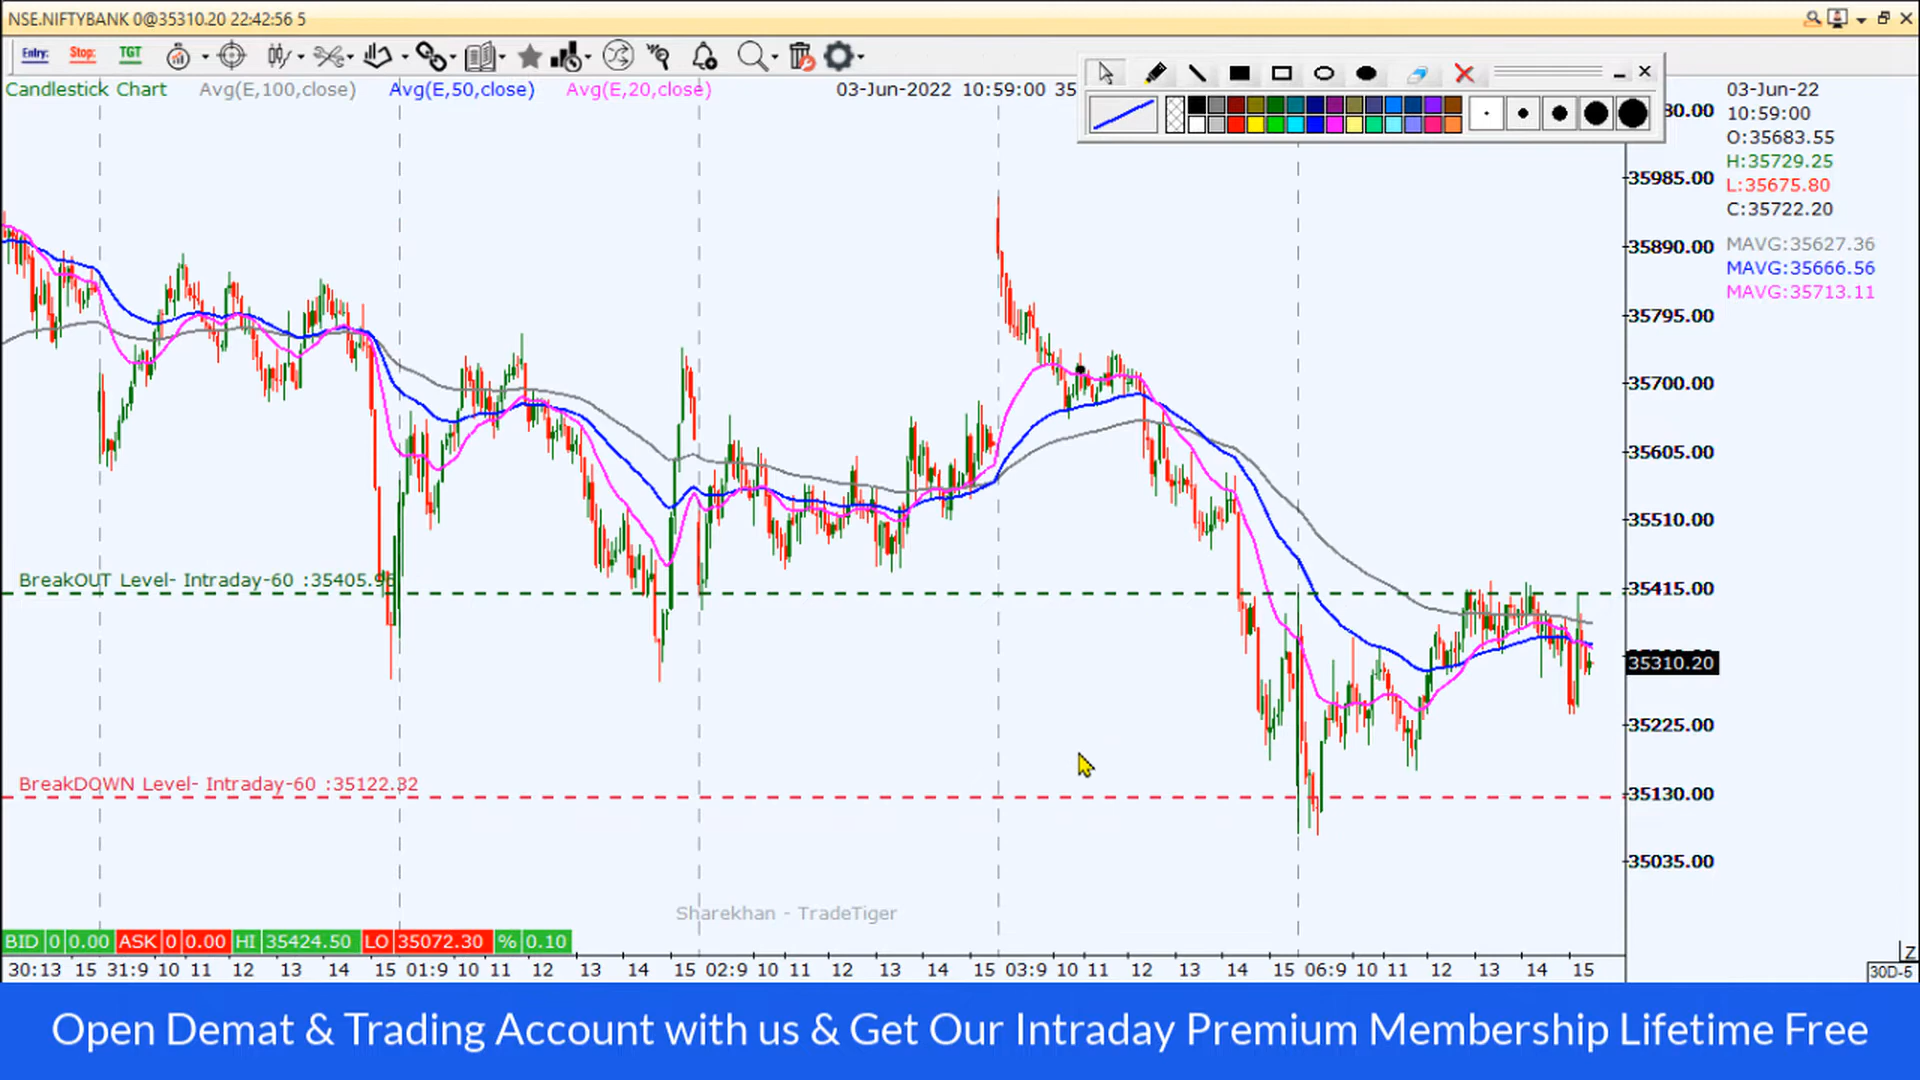 NSE.NIFTYBANK 0@35310.20 22:42:56 5
Entry: Stop: TGT
Candlestick Chart Avg(E,100,close) Avg(E,50,close) Avg(E,20,close) 03-Jun-2022 10:59:00 35
03-Jun-22
10:59:00
O:35683.55
H:35729.25
L:35675.80
C:35722.20
MAVG:35627.36
MAVG:35666.56
MAVG:35713.11
80.00
35985.00
35890.00
35795.00
35700.00
35605.00
35510.00
35415.00
35310.20
35225.00
35130.00
35035.00
BreakOUT Level- Intraday-60 :35405.96
BreakDOWN Level- Intraday-60 :35122.32
Sharekhan - TradeTiger
BID 0 0.00 ASK 0 0.00 HI 35424.50 LO 35072.30 % 0.10
30:13 15 31:9 10 11 12 13 14 15 01:9 10 11 12 13 14 15 02:9 10 11 12 13 14 15 03:9 10 11 12 13 14 15 06:9 10 11 12 13 14 15
Z
30D-5
Open Demat & Trading Account with us & Get Our Intraday Premium Membership Lifetime Free